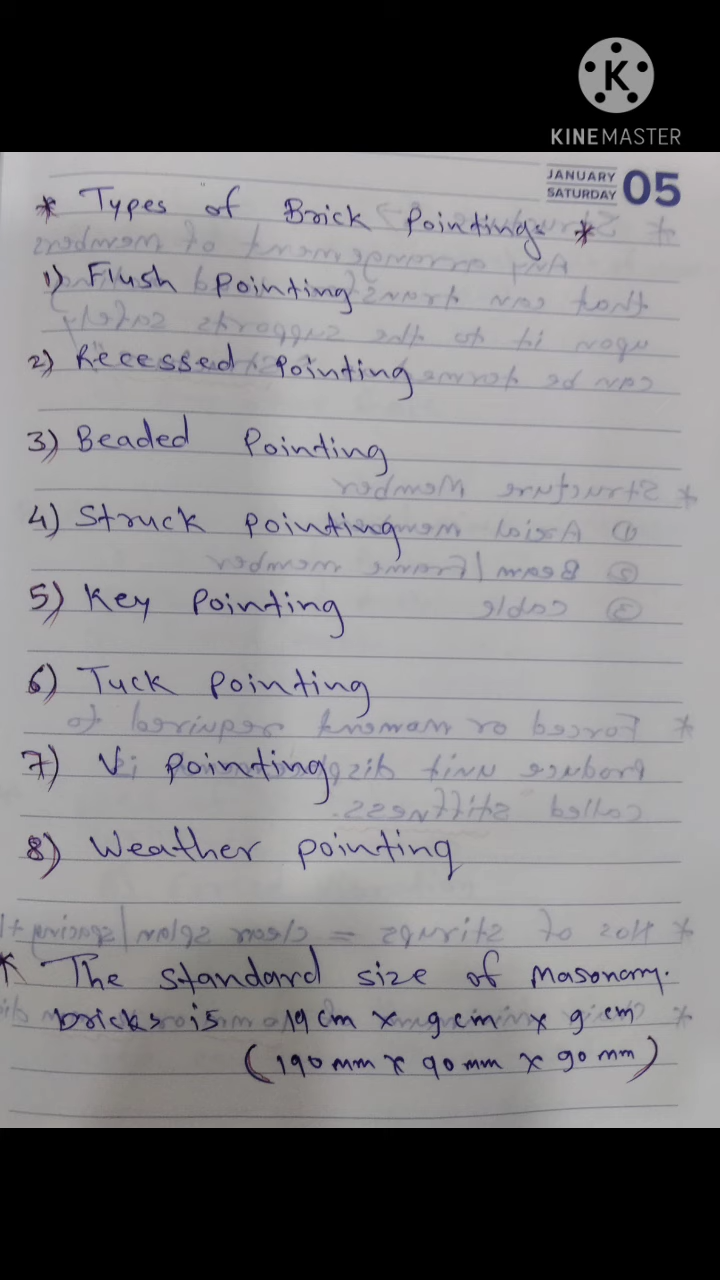 KINEMASTER
JANUARY
SATURDAY 05
* Types of Brick Pointings *
1) Flush pointing
2) Recessed pointing
3) Beaded Pointing
4) Struck pointing
5) Key Pointing
6) Tuck pointing
7) V pointing
8) Weather pointing
* The standard size of Masonary.
bricks is 19 cm x 9 cm x 9 cm
(190 mm x 90 mm x 90 mm)